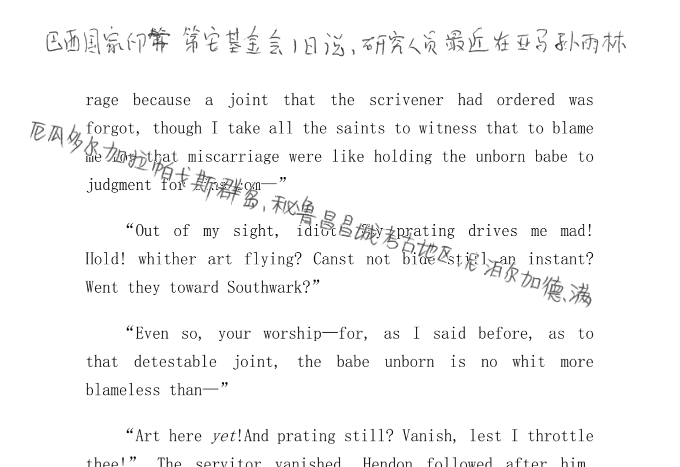 巴西国家印第安基金会1日说,研究人员最近在亚马孙雨林
rage because a joint that the scrivener had ordered was
厄瓜多尔加拉帕戈斯群岛,秘鲁昌昌城考古地区,尼泊尔加德满
forgot, though I take all the saints to witness that to blame
me for that miscarriage were like holding the unborn babe to
judgment for sins com—”
“Out of my sight, idiot prating drives me mad!
Hold! whither art flying? Canst not bide still an instant?
Went they toward Southwark?”
“Even so, your worship—for, as I said before, as to
that detestable joint, the babe unborn is no whit more
blameless than—”
“Art here yet!And prating still? Vanish, lest I throttle
thee!” The servitor vanished. Hendon followed after him,